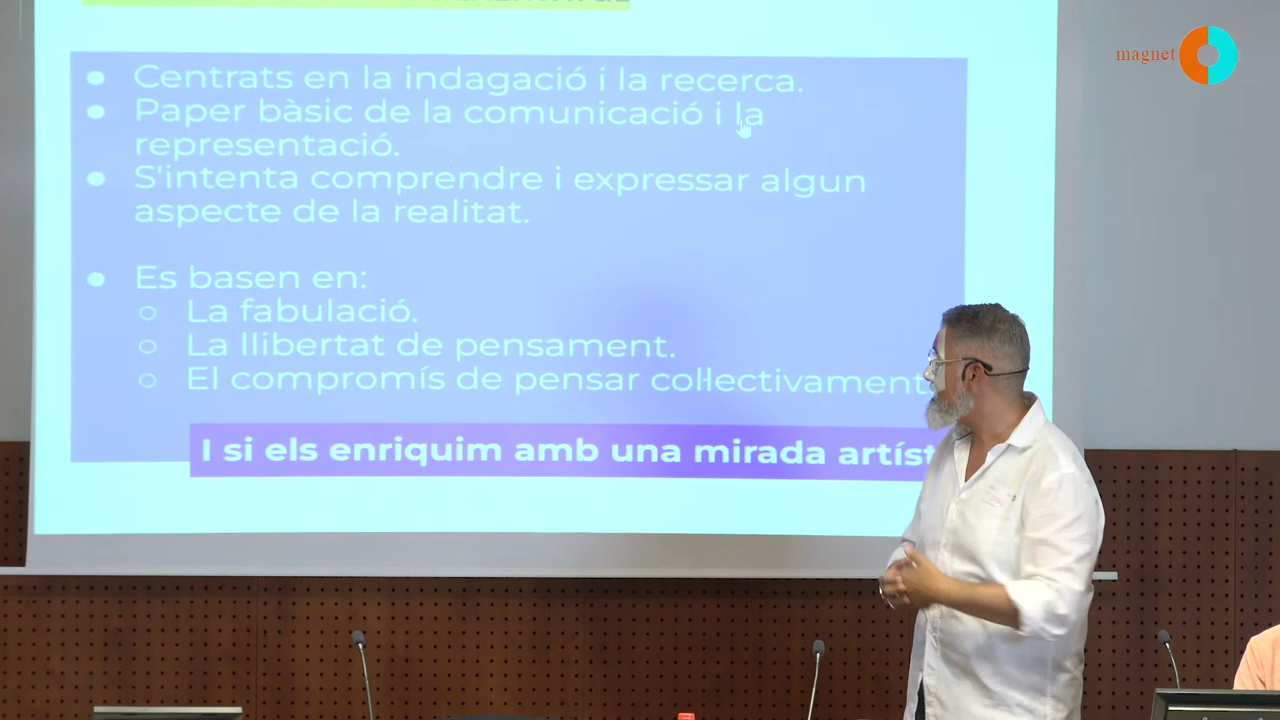 magnet
● Centrats en la indagació i la recerca.
● Paper bàsic de la comunicació i la
representació.
● S'intenta comprendre i expressar algun
aspecte de la realitat.
● Es basen en:
○ La fabulació.
○ La llibertat de pensament.
○ El compromís de pensar col·lectivament
I si els enriquim amb una mirada